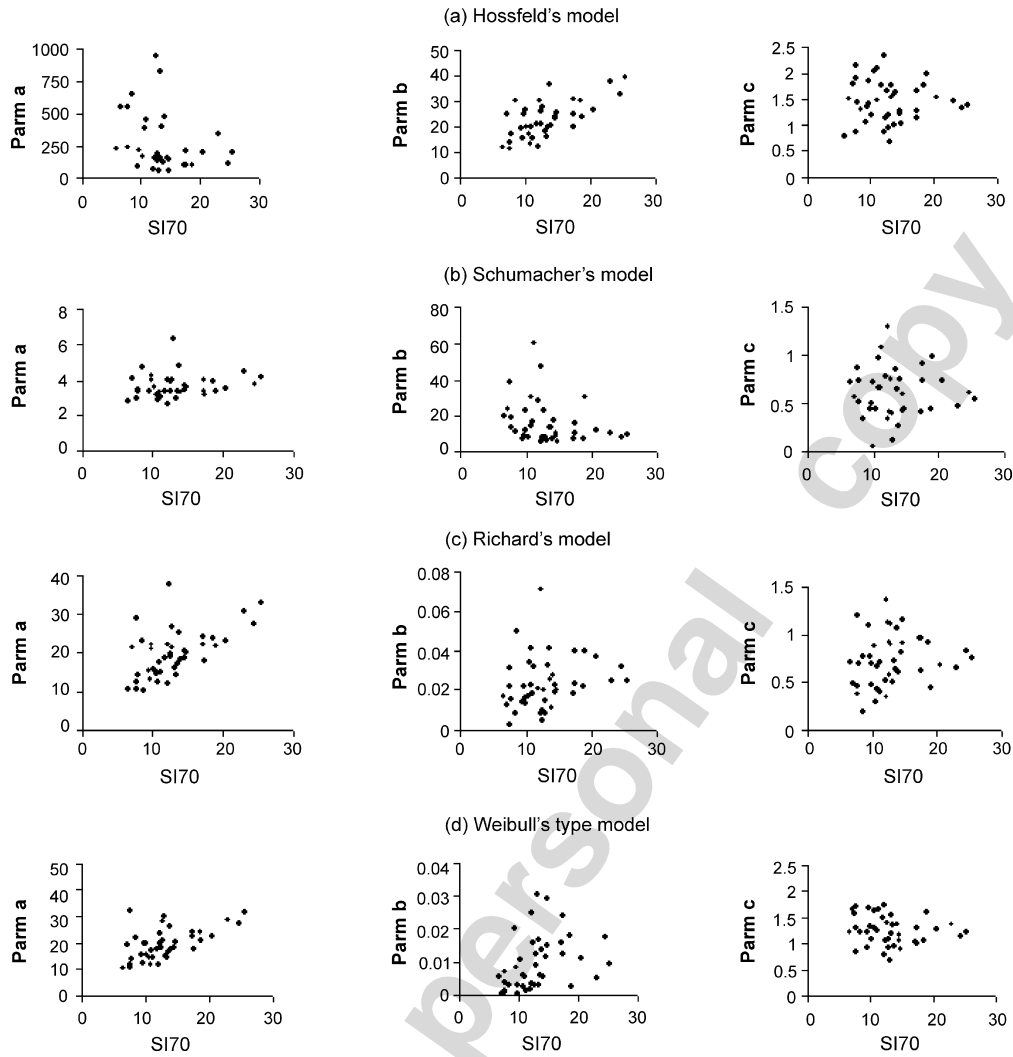 (a) Hossfeld's model
Parm a
1000
750
500
250
0
0 10 20 30
SI70
Parm b
50
40
30
20
10
0
0 10 20 30
SI70
Parm c
2.5
2
1.5
1
0.5
0
0 10 20 30
SI70
(b) Schumacher's model
Parm a
8
6
4
2
0
0 10 20 30
SI70
Parm b
80
60
40
20
0
0 10 20 30
SI70
Parm c
1.5
1
0.5
0
0 10 20 30
SI70
(c) Richard's model
Parm a
40
30
20
10
0
0 10 20 30
SI70
Parm b
0.08
0.06
0.04
0.02
0
0 10 20 30
SI70
Parm c
1.5
1
0.5
0
0 10 20 30
SI70
(d) Weibull's type model
Parm a
50
40
30
20
10
0
0 10 20 30
SI70
Parm b
0.04
0.03
0.02
0.01
0
0 10 20 30
SI70
Parm c
2.5
2
1.5
1
0.5
0
0 10 20 30
SI70
personal copy